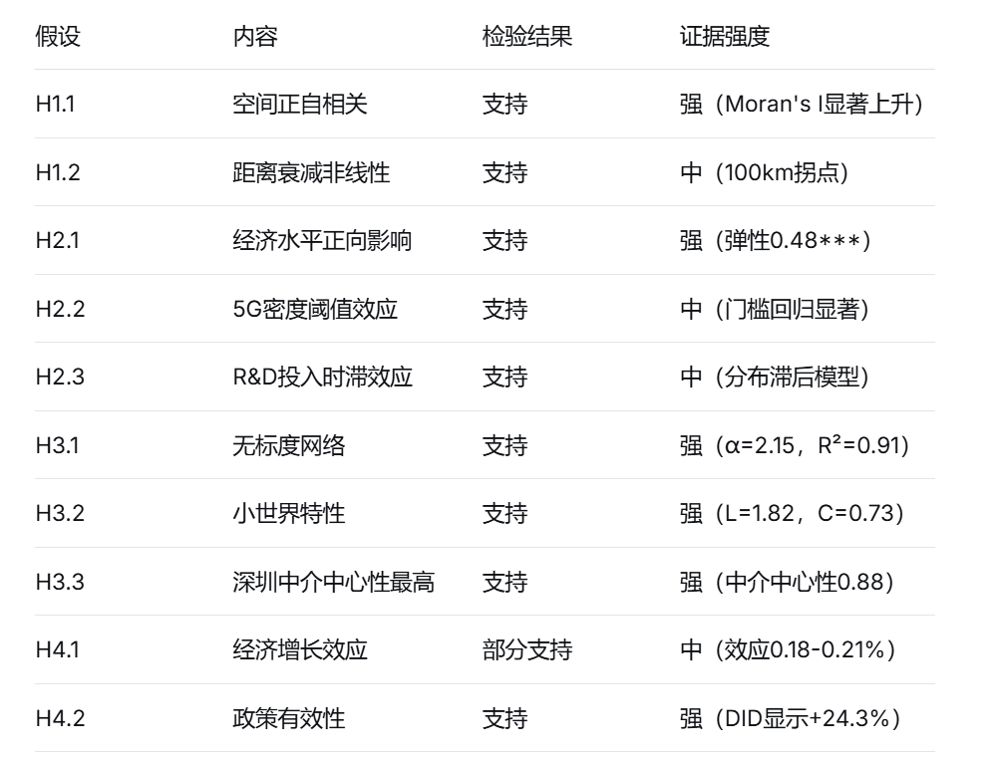 假设 内容 检验结果 证据强度
H1.1 空间正自相关 支持 强（Moran's I显著上升）
H1.2 距离衰减非线性 支持 中（100km拐点）
H2.1 经济水平正向影响 支持 强（弹性0.48***）
H2.2 5G密度阈值效应 支持 中（门槛回归显著）
H2.3 R&D投入时滞效应 支持 中（分布滞后模型）
H3.1 无标度网络 支持 强（α=2.15，R²=0.91）
H3.2 小世界特性 支持 强（L=1.82，C=0.73）
H3.3 深圳中介中心性最高 支持 强（中介中心性0.88）
H4.1 经济增长效应 部分支持 中（效应0.18-0.21%）
H4.2 政策有效性 支持 强（DID显示+24.3%）